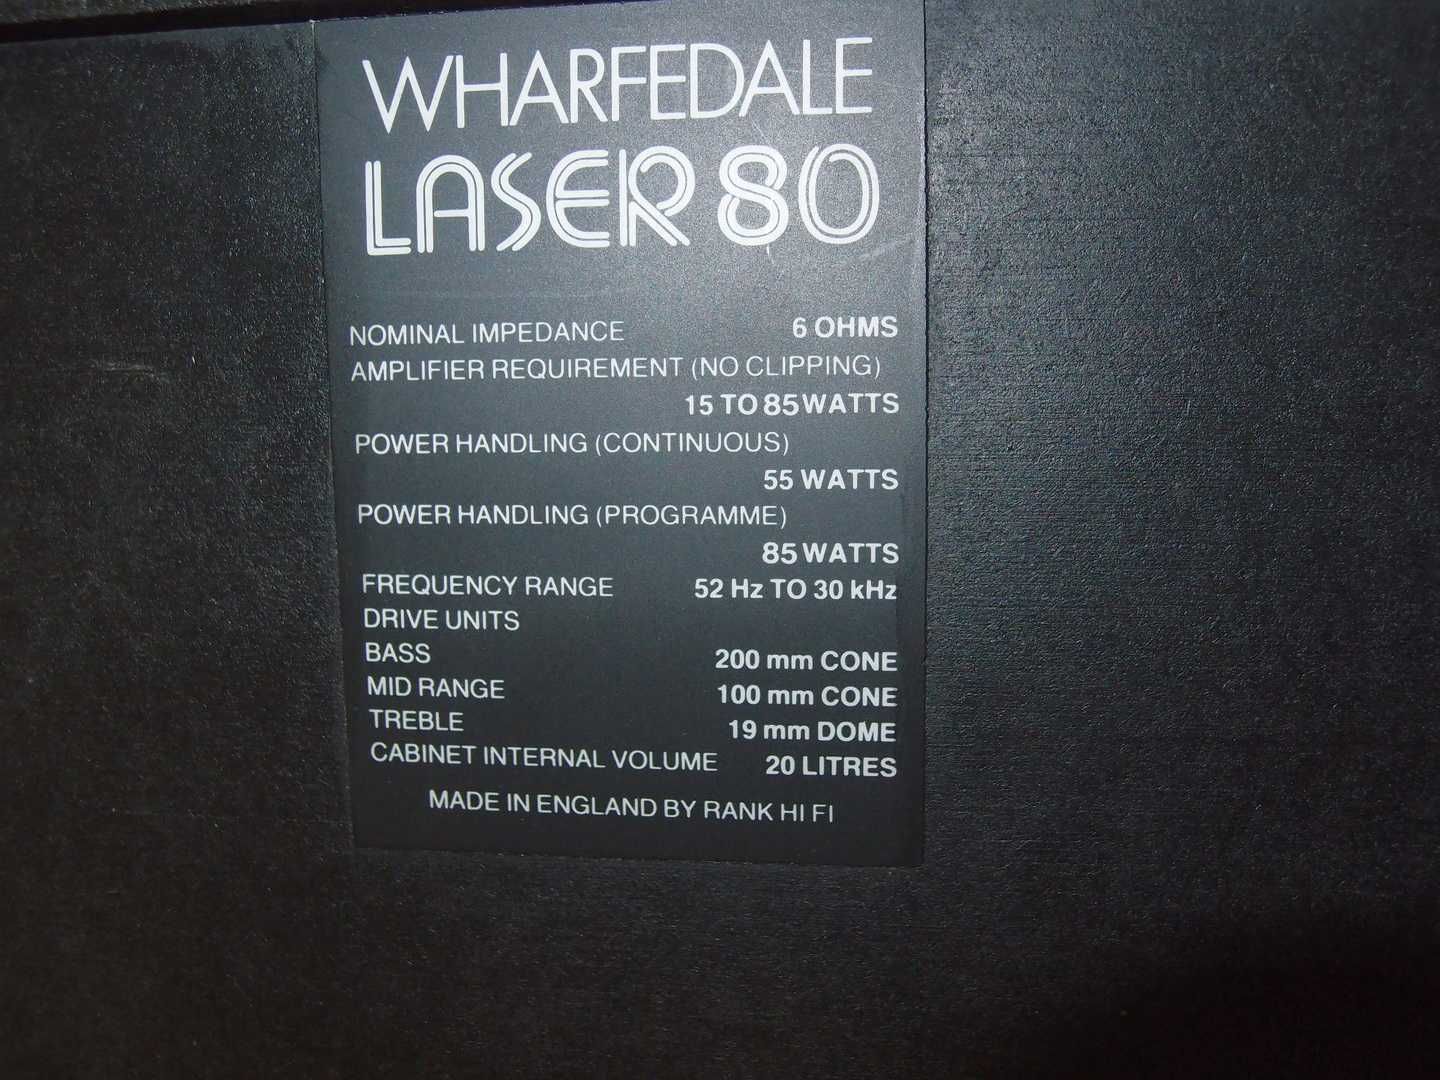 WHARFEDALE
LASER 80
NOMINAL IMPEDANCE 6 OHMS
AMPLIFIER REQUIREMENT (NO CLIPPING)
15 TO 85 WATTS
POWER HANDLING (CONTINUOUS)
55 WATTS
POWER HANDLING (PROGRAMME)
85 WATTS
FREQUENCY RANGE 52 Hz TO 30 kHz
DRIVE UNITS
BASS 200 mm CONE
MID RANGE 100 mm CONE
TREBLE 19 mm DOME
CABINET INTERNAL VOLUME 20 LITRES
MADE IN ENGLAND BY RANK HI FI